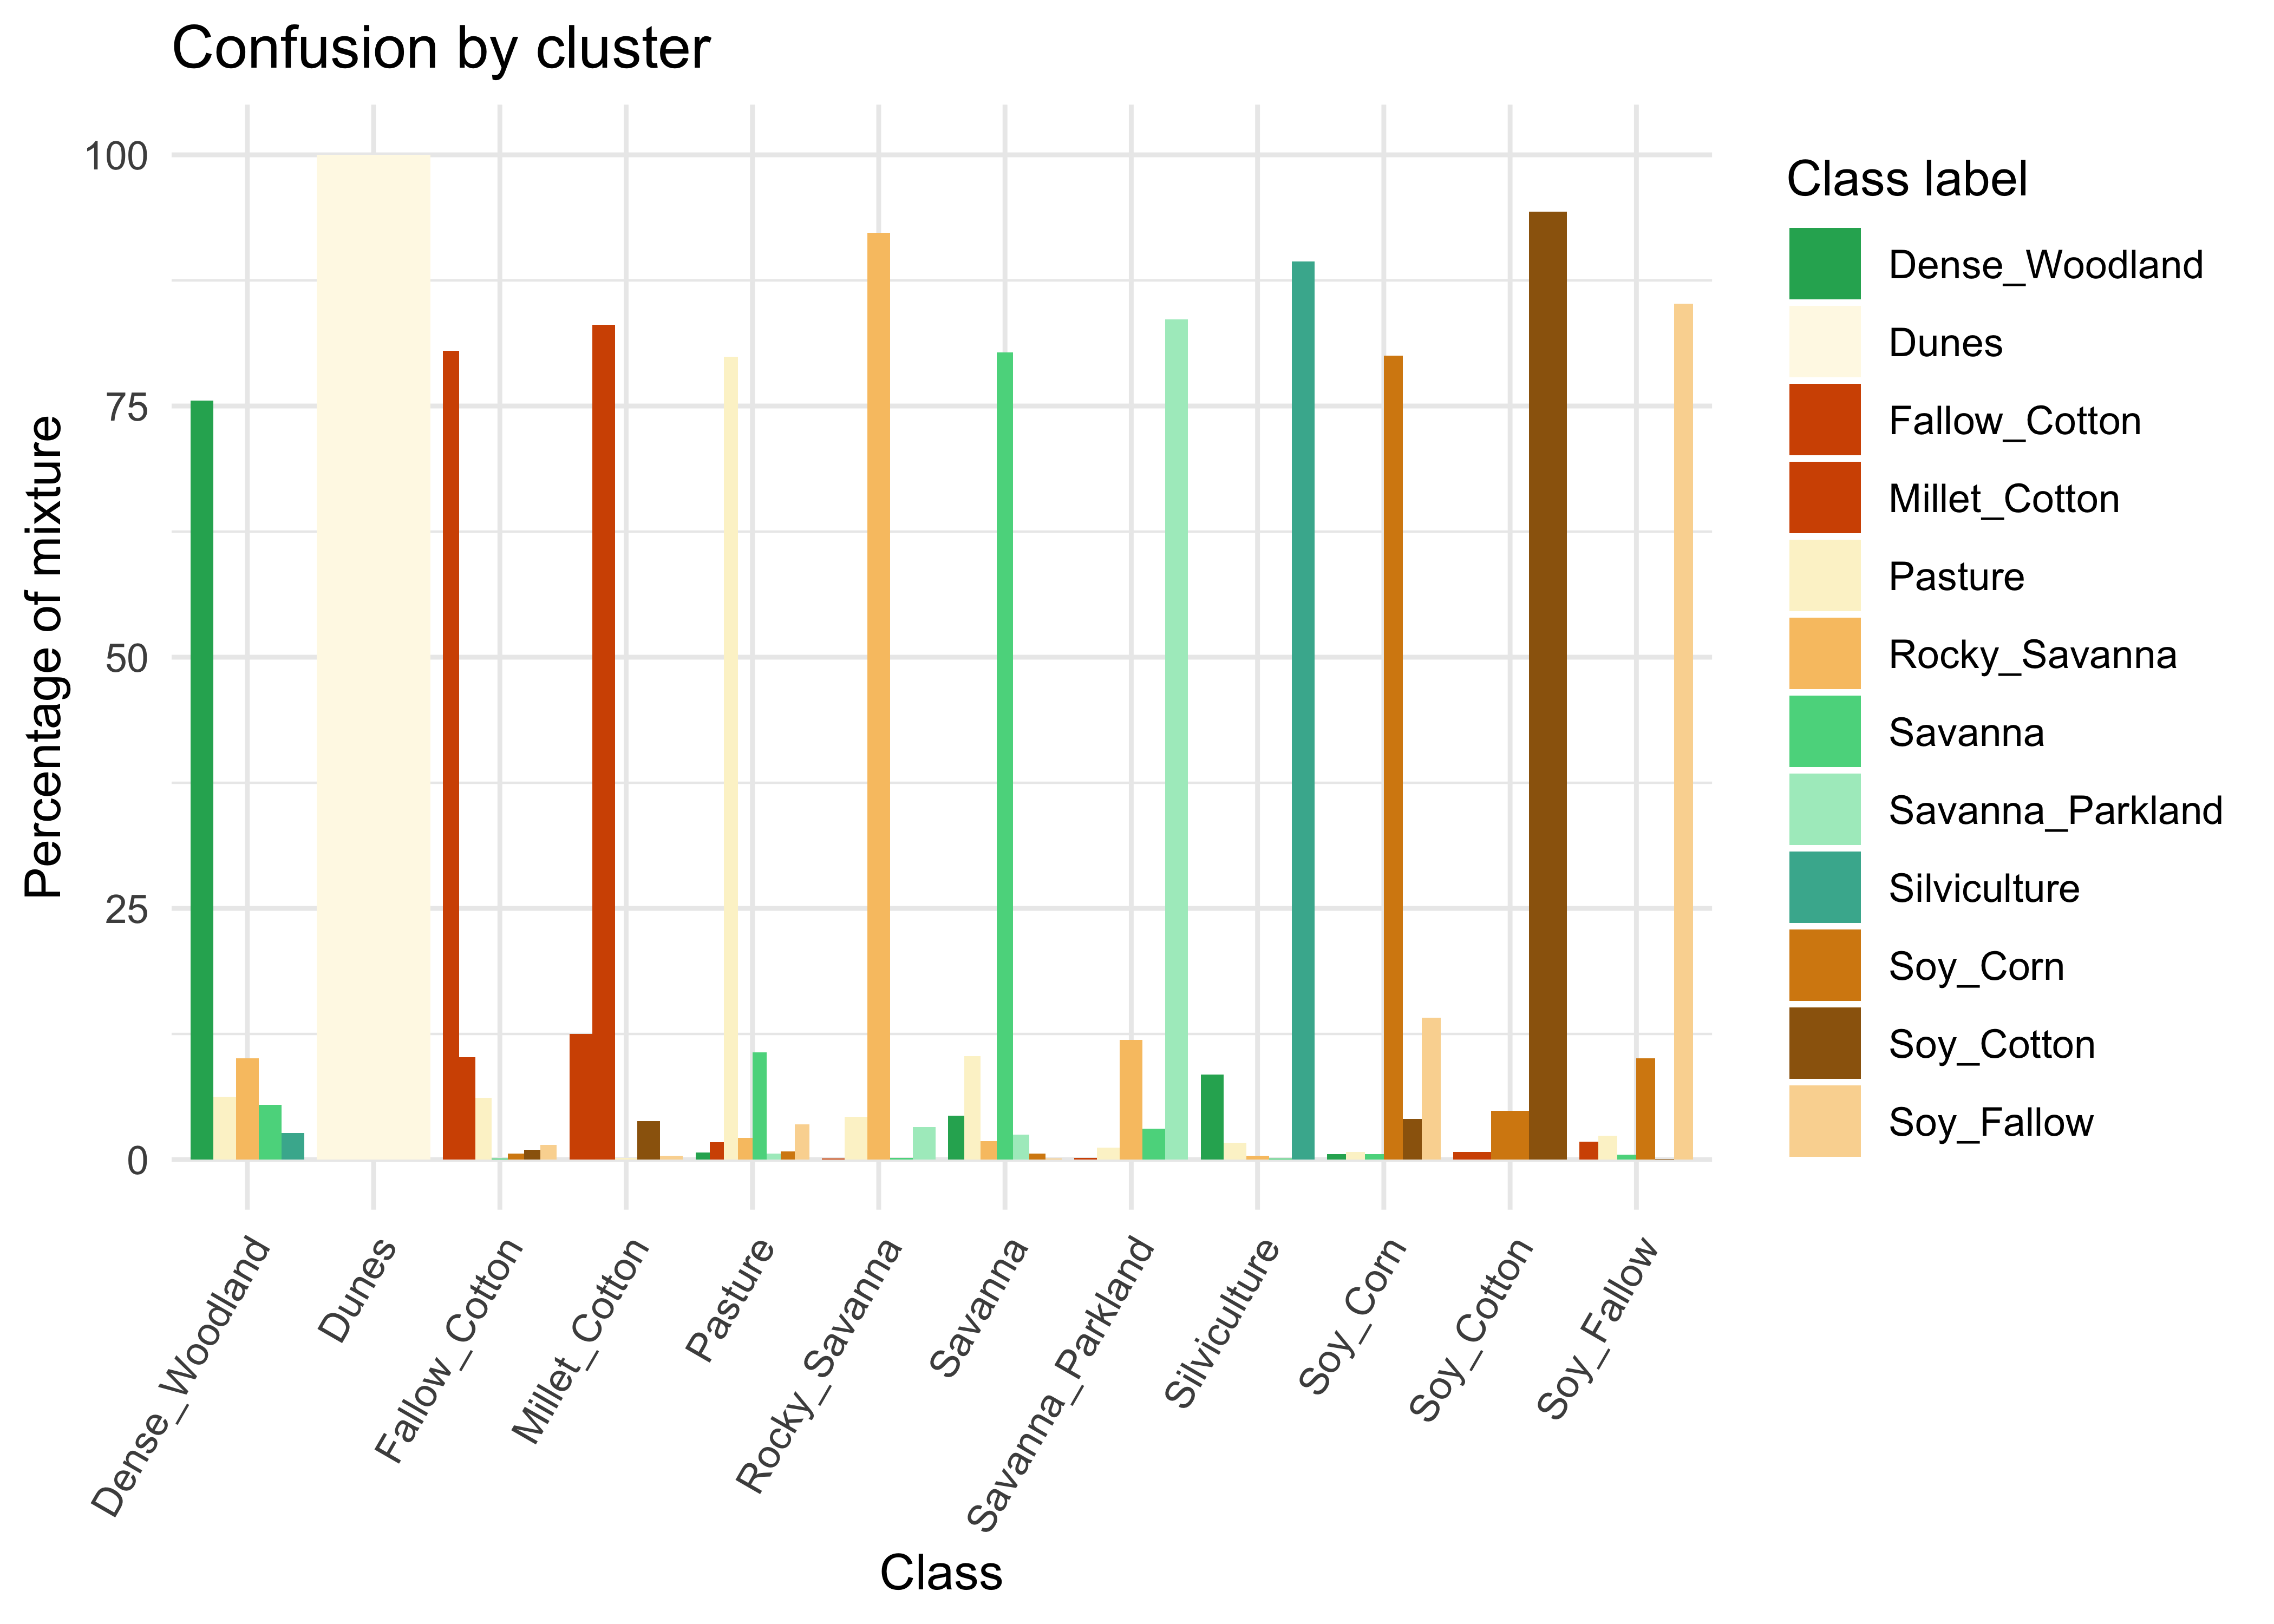 Confusion by cluster
Percentage of mixture
100
75
50
25
0
Dense_Woodland
Dunes
Fallow_Cotton
Millet_Cotton
Pasture
Rocky_Savanna
Savanna
Savanna_Parkland
Silviculture
Soy_Corn
Soy_Cotton
Soy_Fallow
Class
Class label
Dense_Woodland
Dunes
Fallow_Cotton
Millet_Cotton
Pasture
Rocky_Savanna
Savanna
Savanna_Parkland
Silviculture
Soy_Corn
Soy_Cotton
Soy_Fallow